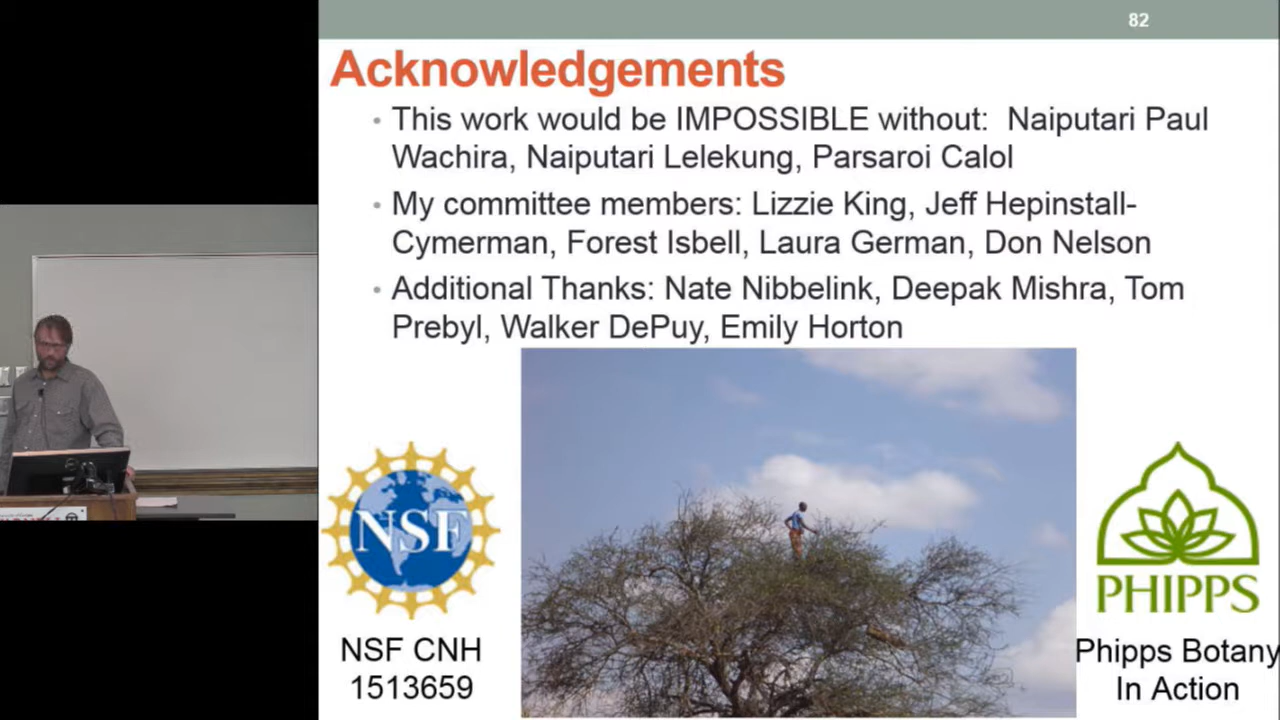 82
Acknowledgements
• This work would be IMPOSSIBLE without: Naiputari Paul
Wachira, Naiputari Lelekung, Parsaroi Calol
• My committee members: Lizzie King, Jeff Hepinstall-
Cymerman, Forest Isbell, Laura German, Don Nelson
• Additional Thanks: Nate Nibbelink, Deepak Mishra, Tom
Prebyl, Walker DePuy, Emily Horton
NSF
NSF CNH
1513659
PHIPPS
Phipps Botany
In Action